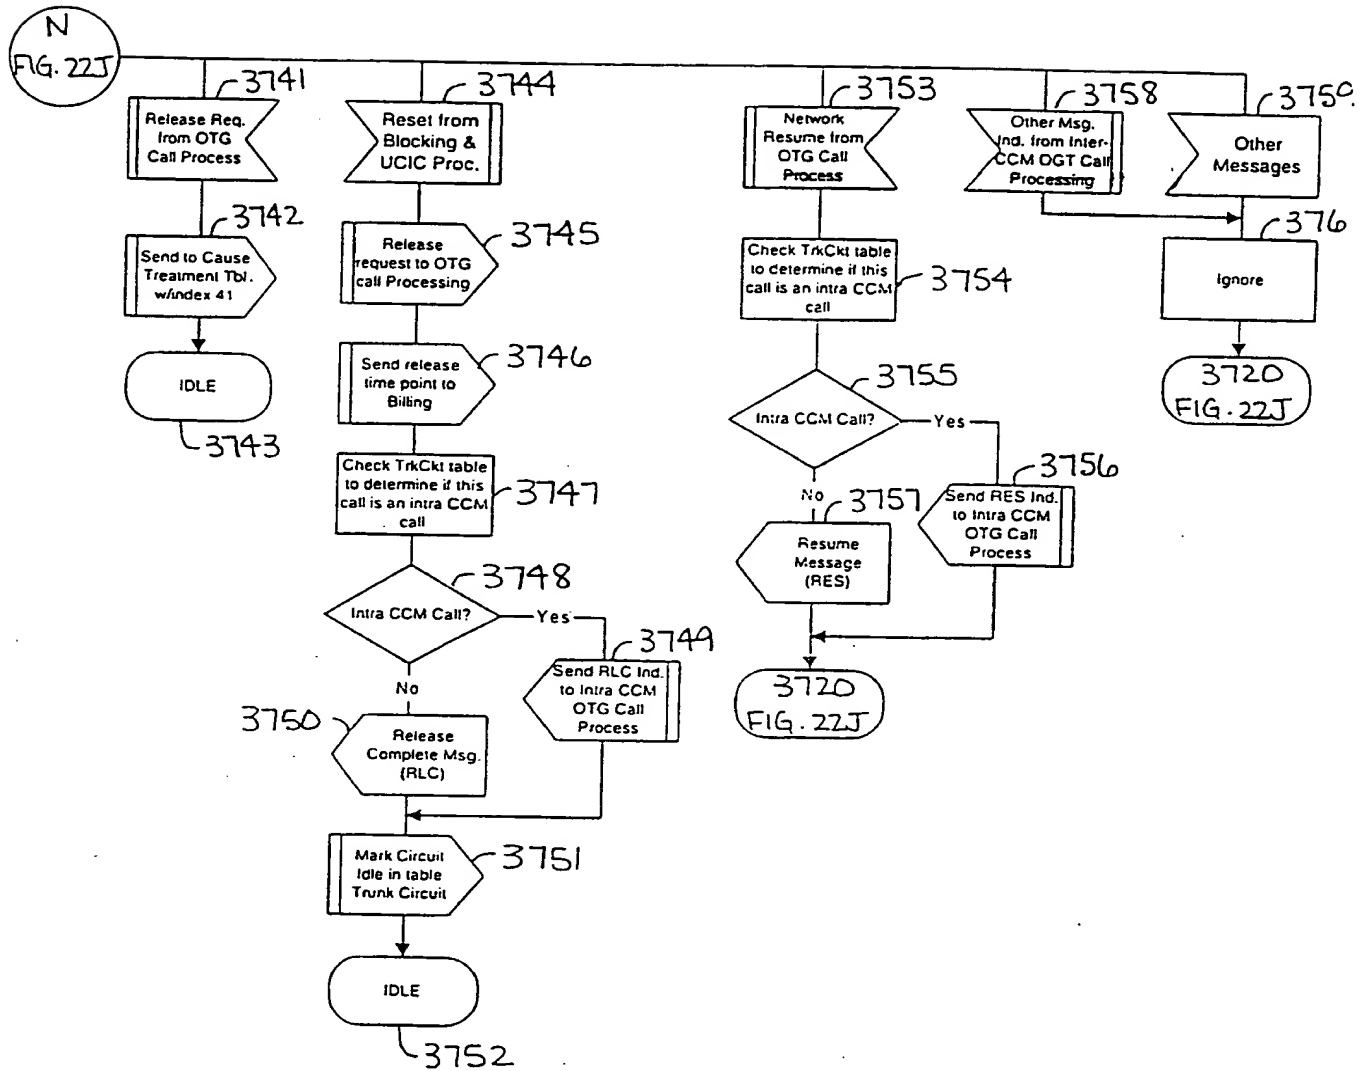 N
FIG. 22J
3741
Release Req.
from OTG
Call Process
3742
Send to Cause
Treatment Tbl.
w/index 41
IDLE
3743
3744
Reset from
Blocking &
UCIC Proc.
3745
Release
request to OTG
call Processing
3746
Send release
time point to
Billing
Check TrkCkt table
to determine if this
call is an intra CCM
call
3747
3748
Intra CCM Call?
Yes
No
3749
Send RLC Ind.
to Intra CCM
OTG Call
Process
3750
Release
Complete Msg.
(RLC)
Mark Circuit
Idle in table
Trunk Circuit
3751
IDLE
3752
3753
Network
Resume from
OTG Call
Process
Check TrkCkt table
to determine if this
call is an intra CCM
call
3754
3755
Intra CCM Call?
Yes
No
3756
Send RES Ind.
to Intra CCM
OTG Call
Process
3757
Resume
Message
(RES)
3720
FIG. 22J
3758
Other Msg.
Ind. from Inter-
CCM OGT Call
Processing
Other
Messages
376
Ignore
3720
FIG. 22J